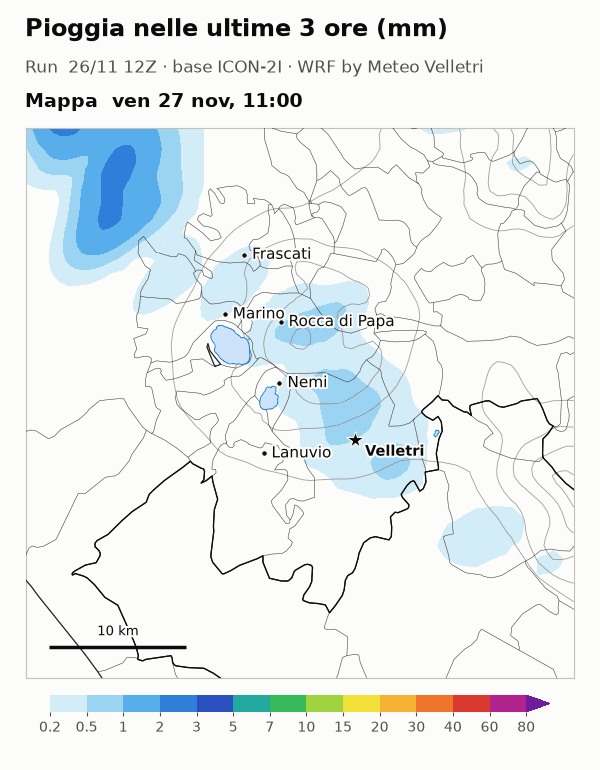 Pioggia nelle ultime 3 ore (mm)
Run  26/11 12Z · base ICON-2I · WRF by Meteo Velletri
Mappa  ven 27 nov, 11:00
Frascati
Marino
Rocca di Papa
Nemi
Velletri
Lanuvio
10 km
0.2 0.5 1 2 3 5 7 10 15 20 30 40 60 80